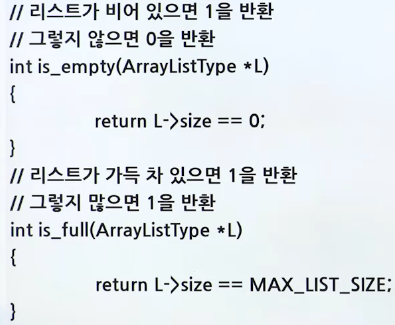 // 리스트가 비어 있으면 1을 반환
// 그렇지 않으면 0을 반환
int is_empty(ArrayListType *L)
{
return L->size == 0;
}
// 리스트가 가득 차 있으면 1을 반환
// 그렇지 많으면 1을 반환
int is_full(ArrayListType *L)
{
return L->size == MAX_LIST_SIZE;
}